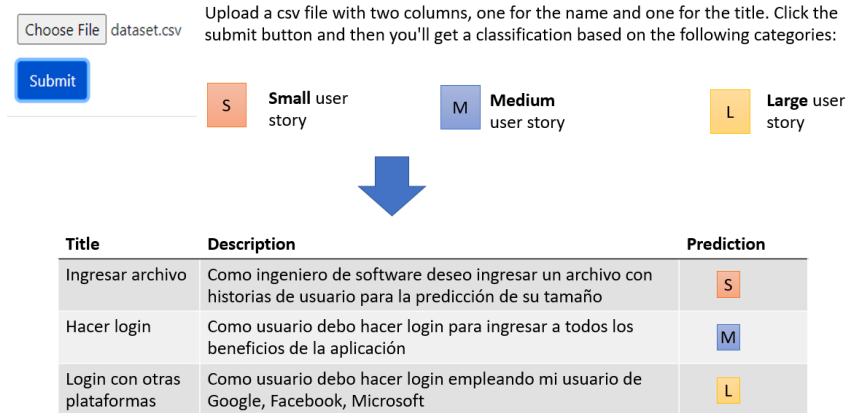 Choose File dataset.csv
Submit
Upload a csv file with two columns, one for the name and one for the title. Click the
submit button and then you'll get a classification based on the following categories:
S
Small user
story
M
Medium
user story
L
Large user
story
Title Description Prediction
Ingresar archivo
Como ingeniero de software deseo ingresar un archivo con
historias de usuario para la predicción de su tamaño
S
Hacer login
Como usuario debo hacer login para ingresar a todos los
beneficios de la aplicación
M
Login con otras
plataformas
Como usuario debo hacer login empleando mi usuario de
Google, Facebook, Microsoft
L